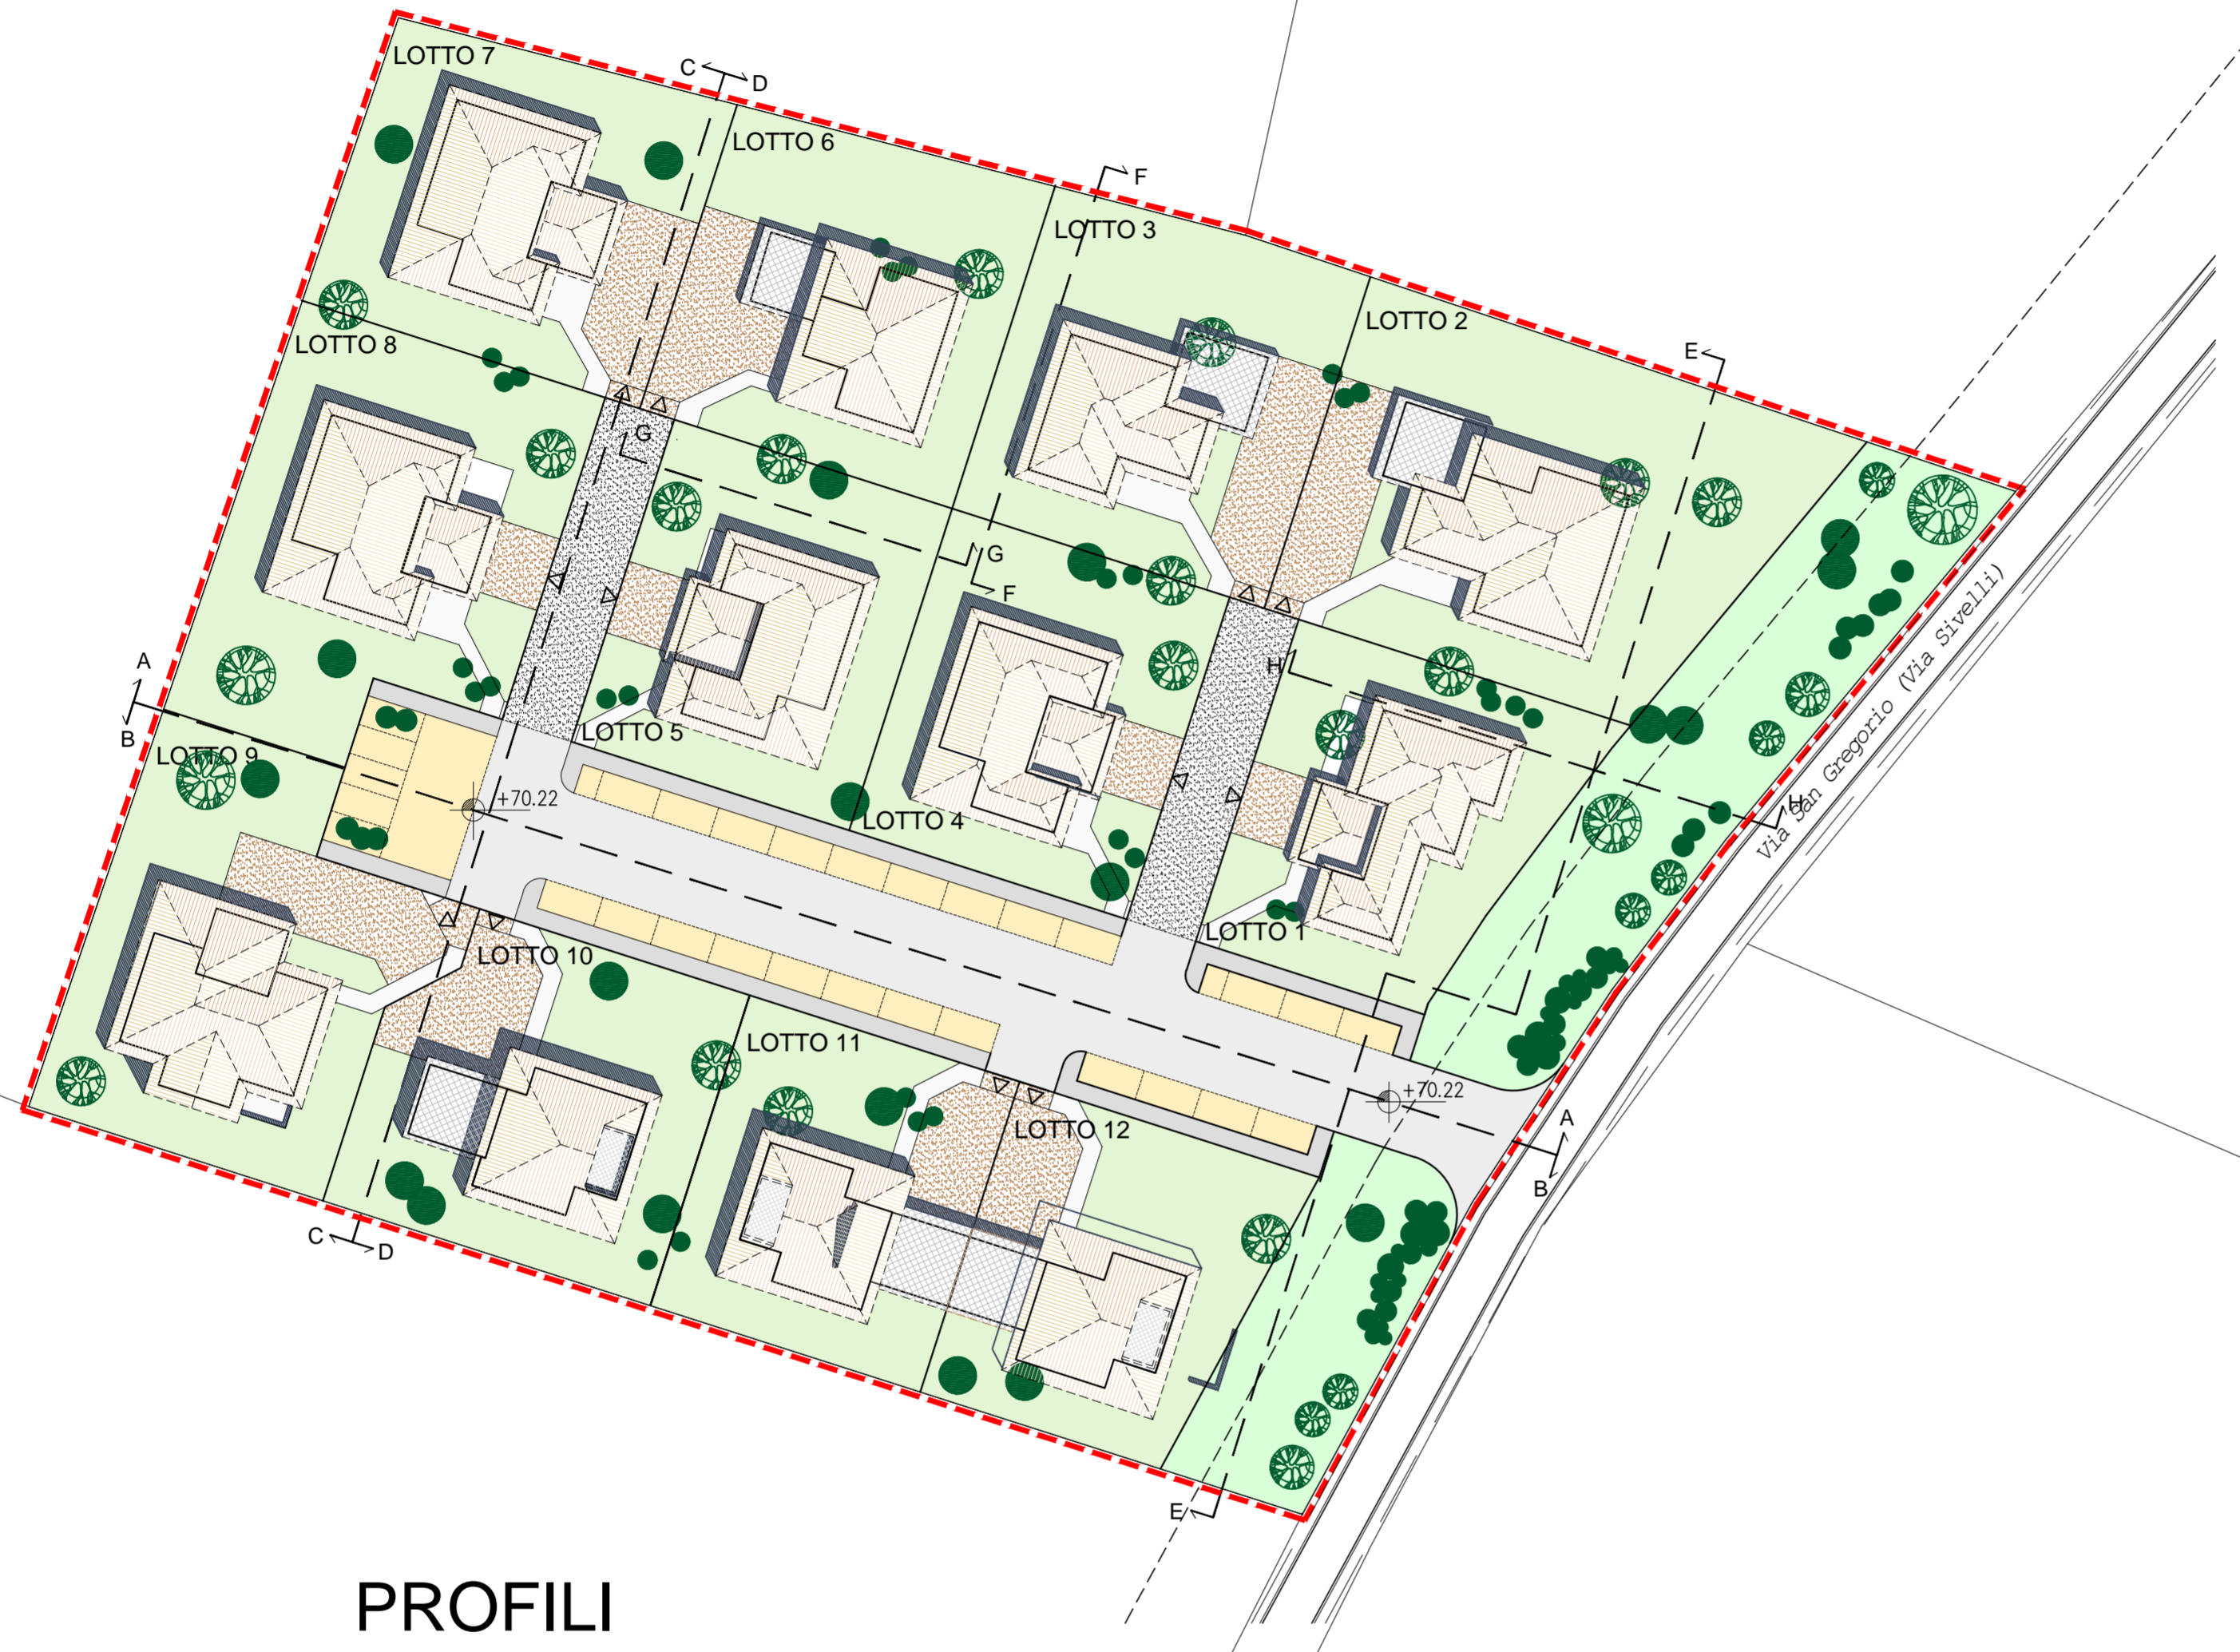 LOTTO 7
C
D
LOTTO 6
F
LOTTO 3
LOTTO 2
E
LOTTO 8
G
G
F
H
Via San Gregorio (Via Sivelli)
A
B
LOTTO 9
LOTTO 5
+70.22
LOTTO 4
H
LOTTO 1
LOTTO 10
LOTTO 11
+70.22
A
LOTTO 12
B
C
D
E
PROFILI